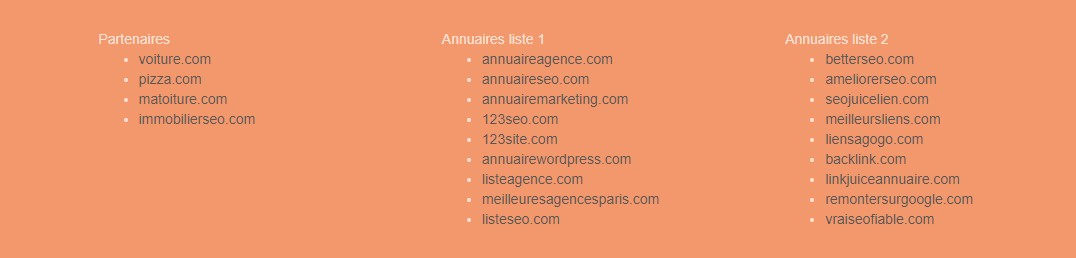 Partenaires
voiture.com
pizza.com
matoiture.com
immobilierseo.com
Annuaires liste 1
annuaireagence.com
annuaireseo.com
annuairemarketing.com
123seo.com
123site.com
annuairewordpress.com
listeagence.com
meilleuresagencesparis.com
listeseo.com
Annuaires liste 2
betterseo.com
ameliorerseo.com
seojuicelien.com
meilleursliens.com
liensagogo.com
backlink.com
linkjuiceannuaire.com
remontersurgoogle.com
vraiseofiable.com